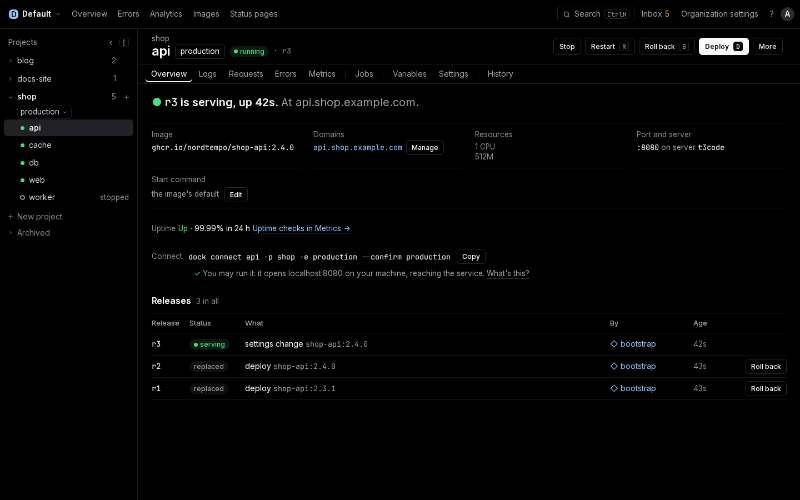 D Default Overview Errors Analytics Images Status pages Search Ctrl K Inbox 5 Organization settings ? A
Projects
blog 2
docs-site 1
shop 5 +
production
api
cache
db
web
worker stopped
+ New project
Archived
shop
api production running · r3 Stop Restart R Roll back B Deploy D More
Overview Logs Requests Errors Metrics Jobs Variables Settings History
r3 is serving, up 42s. At api.shop.example.com.
Image Domains Resources Port and server
ghcr.io/nordtempo/shop-api:2.4.0 api.shop.example.com Manage 1 CPU :8080 on server t3code
512M
Start command
the image's default Edit
Uptime Up · 99.99% in 24 h Uptime checks in Metrics →
Connect dock connect api -p shop -e production --confirm production Copy
✓ You may run it: it opens localhost:8080 on your machine, reaching the service. What's this?
Releases 3 in all
Release Status What By Age
r3 serving settings change shop-api:2.4.0 bootstrap 42s
r2 replaced deploy shop-api:2.4.0 bootstrap 43s Roll back
r1 replaced deploy shop-api:2.3.1 bootstrap 43s Roll back